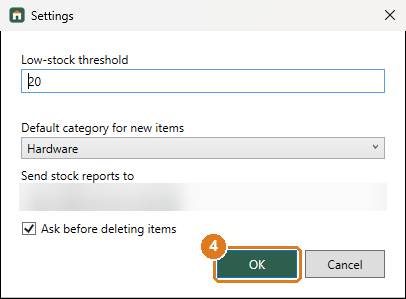 Settings
Low-stock threshold
20
Default category for new items
Hardware
Send stock reports to
Ask before deleting items
4
OK
Cancel